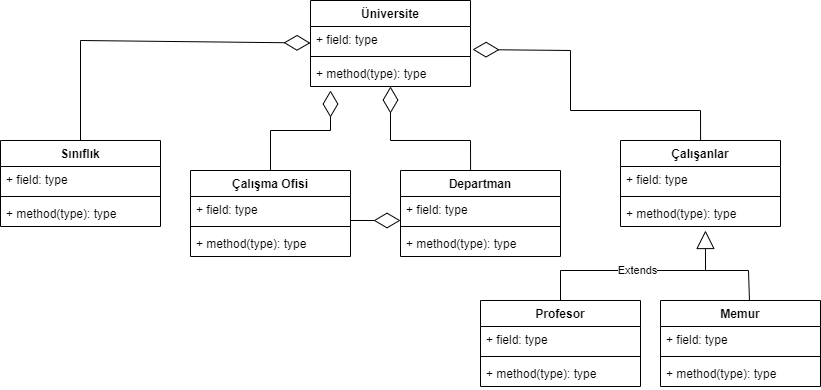 Üniversite
+ field: type
+ method(type): type
Sınıflık
+ field: type
+ method(type): type
Çalışma Ofisi
+ field: type
+ method(type): type
Departman
+ field: type
+ method(type): type
Çalışanlar
+ field: type
+ method(type): type
Extends
Profesor
+ field: type
+ method(type): type
Memur
+ field: type
+ method(type): type